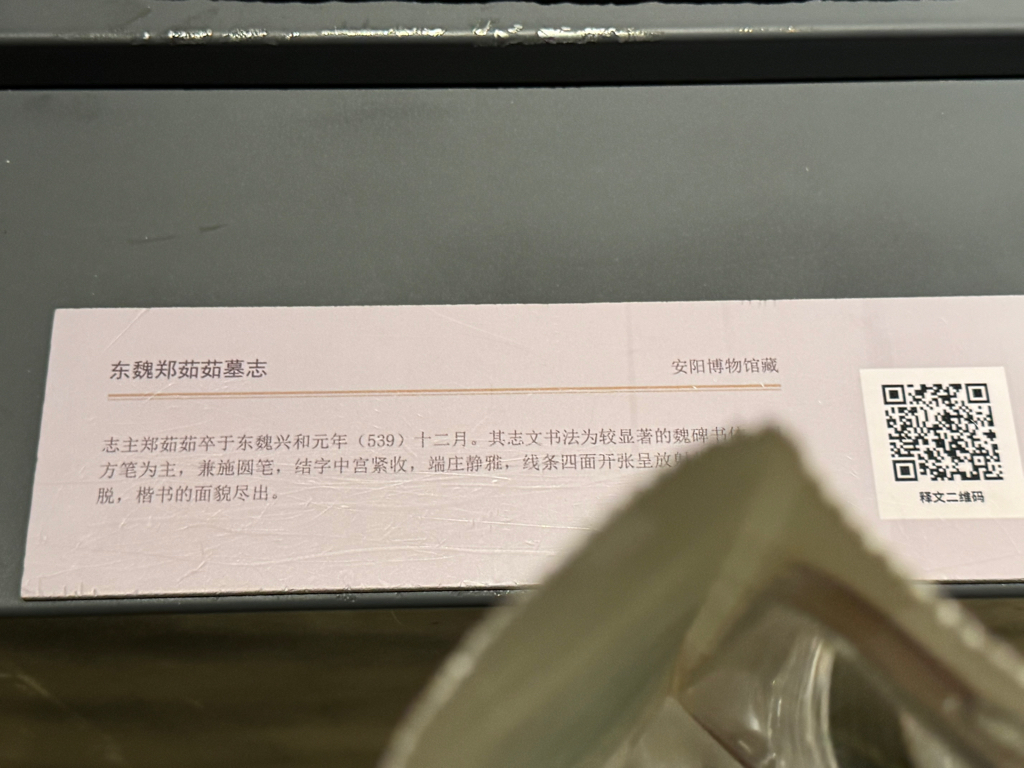 东魏郑茹茹墓志
安阳博物馆藏
志主郑茹茹卒于东魏兴和元年（539）十二月。其志文书法为较显著的魏碑书体
方笔为主，兼施圆笔，结字中宫紧收，端庄静雅，线条四面开张呈放射
脱，楷书的面貌尽出。
释文二维码